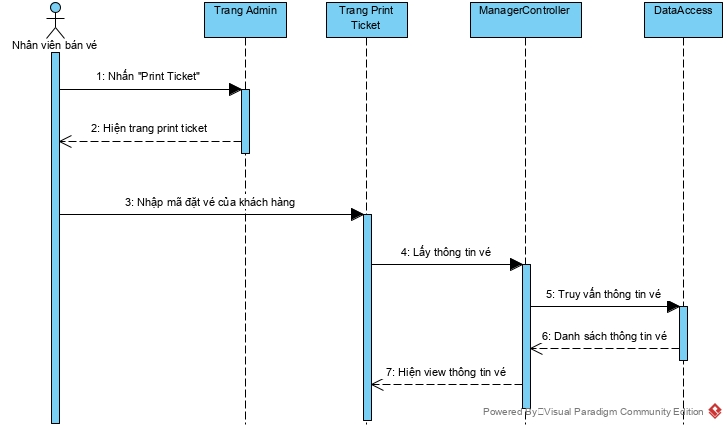 Trang Admin
Trang Print
Ticket
ManagerController
DataAccess
Nhân viên bán vé
1: Nhấn "Print Ticket"
2: Hiện trang print ticket
3: Nhập mã đặt vé của khách hàng
4: Lấy thông tin vé
5: Truy vấn thông tin vé
6: Danh sách thông tin vé
7: Hiện view thông tin vé
Powered By Visual Paradigm Community Edition